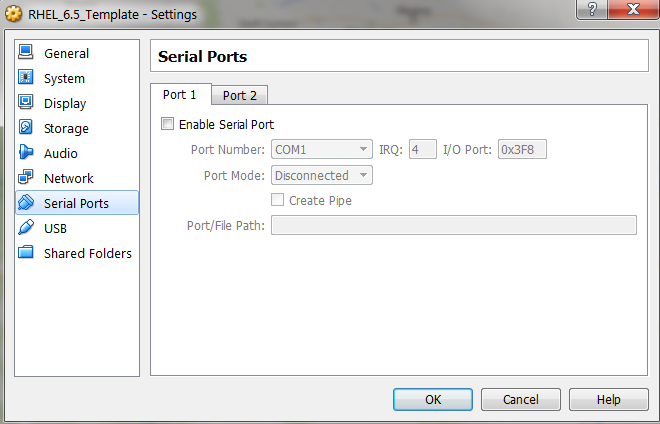 RHEL_6.5_Template - Settings
General
System
Display
Storage
Audio
Network
Serial Ports
USB
Shared Folders
Serial Ports
Port 1 Port 2
Enable Serial Port
Port Number: COM1 IRQ: 4 I/O Port: 0x3F8
Port Mode: Disconnected
Create Pipe
Port/File Path:
OK Cancel Help